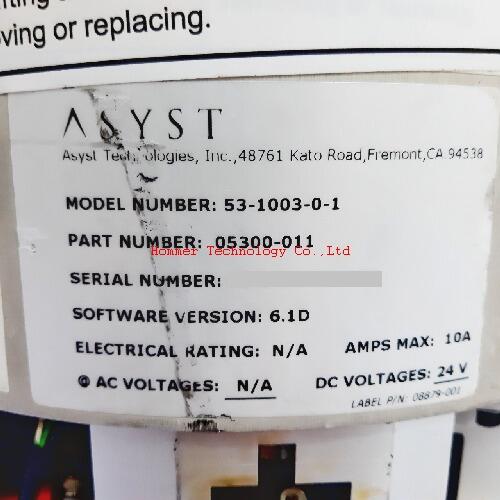 oving or replacing.
ASYST
Asyst Technologies, Inc.,48761 Kato Road,Fremont,CA 94538
MODEL NUMBER: 53-1003-0-1
PART NUMBER: 05300-011
Hommer Technology Co.,Ltd
SERIAL NUMBER:
SOFTWARE VERSION: 6.1D
ELECTRICAL RATING: N/A AMPS MAX: 10A
@ AC VOLTAGES: N/A DC VOLTAGES: 24 V
LABEL P/N: 08879-001